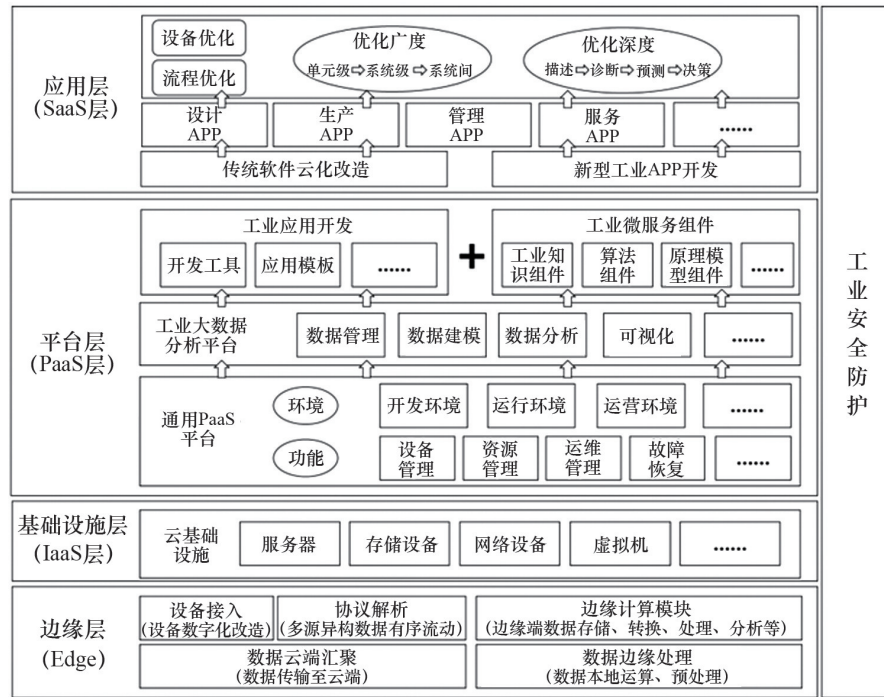 应用层
(SaaS层)
设备优化
流程优化
优化广度
单元级⇨系统级⇨系统间
优化深度
描述⇨诊断⇨预测⇨决策
设计
APP
生产
APP
管理
APP
服务
APP
......
传统软件云化改造
新型工业APP开发
平台层
(PaaS层)
工业应用开发
开发工具
应用模板
......
+
工业微服务组件
工业知
识组件
算法
组件
原理模
型组件
......
工业大数据
分析平台
数据管理
数据建模
数据分析
可视化
......
通用PaaS
平台
环境
开发环境
运行环境
运营环境
......
功能
设备
管理
资源
管理
运维
管理
故障
恢复
......
基础设施层
(IaaS层)
云基础
设施
服务器
存储设备
网络设备
虚拟机
......
边缘层
(Edge)
设备接入
(设备数字化改造)
协议解析
(多源异构数据有序流动)
边缘计算模块
(边缘端数据存储、转换、处理、分析等)
数据云端汇聚
(数据传输至云端)
数据边缘处理
(数据本地运算、预处理)
工业安全防护